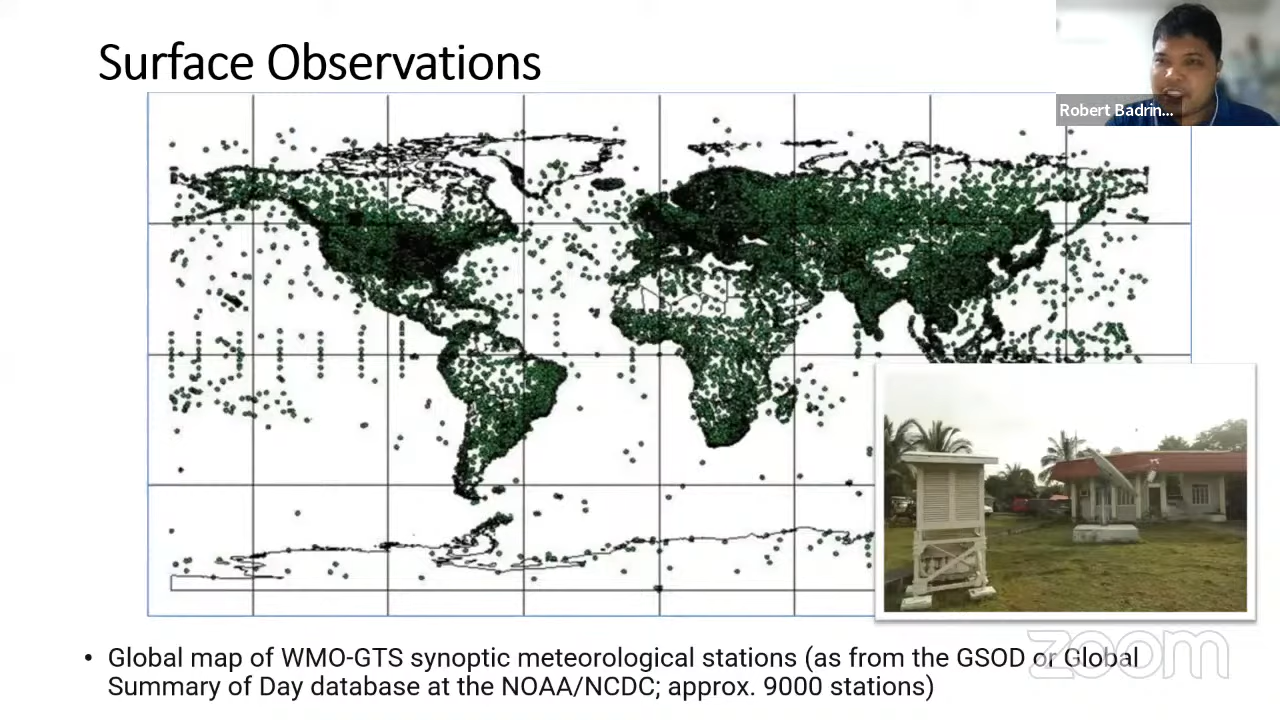 Surface Observations
Robert Badrin...
• Global map of WMO-GTS synoptic meteorological stations (as from the GSOD or Global
Summary of Day database at the NOAA/NCDC; approx. 9000 stations)
zoom